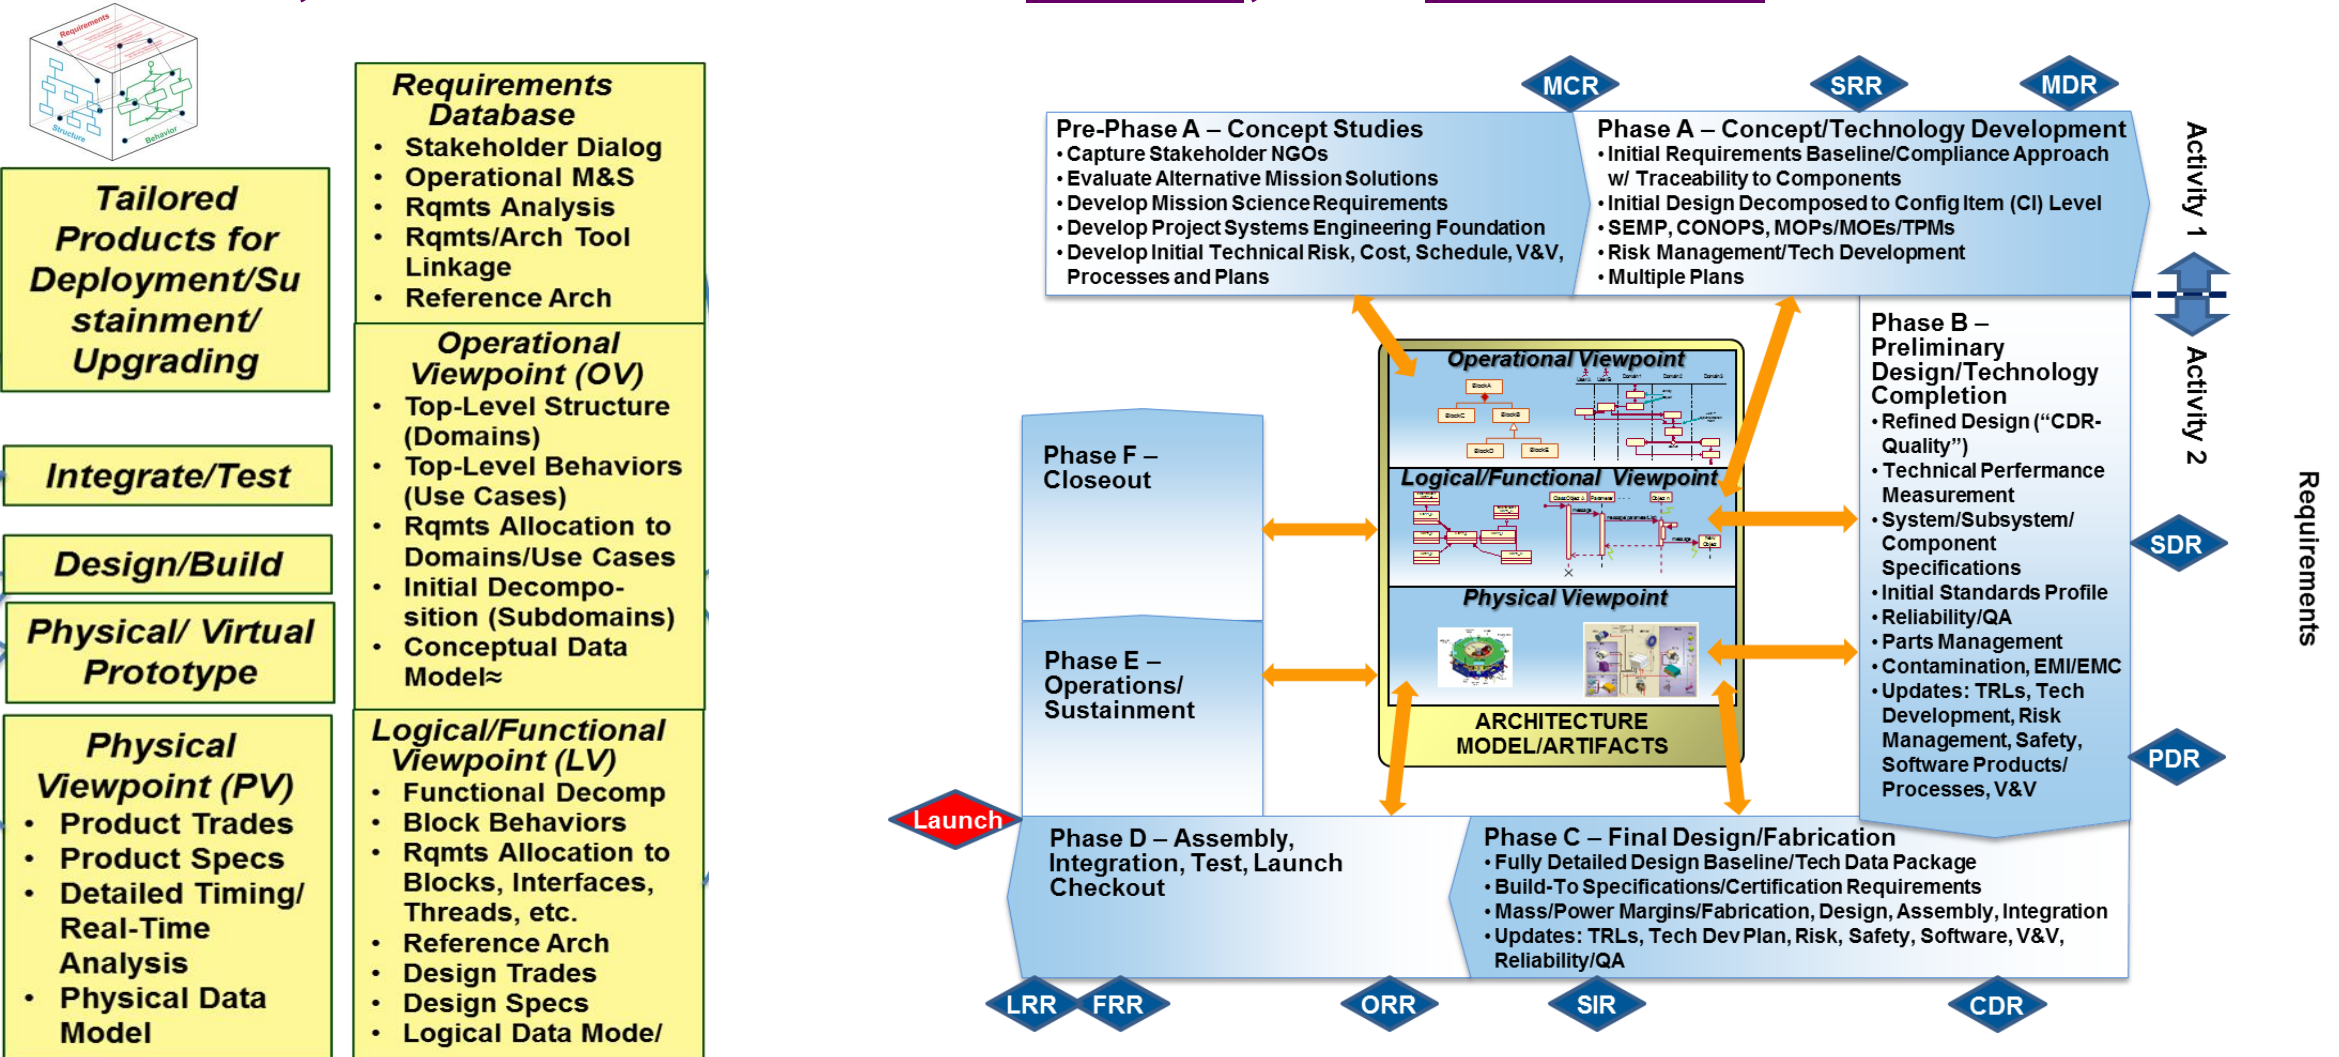 Requirements
Structure
Behavior
Tailored
Products for
Deployment/Su
stainment/
Upgrading
Integrate/Test
Design/Build
Physical/ Virtual
Prototype
Physical
Viewpoint (PV)
• Product Trades
• Product Specs
• Detailed Timing/
Real-Time
Analysis
• Physical Data
Model
Requirements
Database
• Stakeholder Dialog
• Operational M&S
• Rqmts Analysis
• Rqmts/Arch Tool
Linkage
• Reference Arch
Operational
Viewpoint (OV)
• Top-Level Structure
(Domains)
• Top-Level Behaviors
(Use Cases)
• Rqmts Allocation to
Domains/Use Cases
• Initial Decompo-
sition (Subdomains)
• Conceptual Data
Model≈
Logical/Functional
Viewpoint (LV)
• Functional Decomp
• Block Behaviors
• Rqmts Allocation to
Blocks, Interfaces,
Threads, etc.
• Reference Arch
• Design Trades
• Design Specs
• Logical Data Mode/
MCR
SRR
MDR
Pre-Phase A – Concept Studies
• Capture Stakeholder NGOs
• Evaluate Alternative Mission Solutions
• Develop Mission Science Requirements
• Develop Project Systems Engineering Foundation
• Develop Initial Technical Risk, Cost, Schedule, V&V,
Processes and Plans
Phase A – Concept/Technology Development
• Initial Requirements Baseline/Compliance Approach
w/ Traceability to Components
• Initial Design Decomposed to Config Item (CI) Level
• SEMP, CONOPS, MOPs/MOEs/TPMs
• Risk Management/Tech Development
• Multiple Plans
Activity 1
Activity 2
Requirements
Phase B –
Preliminary
Design/Technology
Completion
• Refined Design (“CDR-
Quality”)
• Technical Perfermance
Measurement
• System/Subsystem/
Component
Specifications
• Initial Standards Profile
• Reliability/QA
• Parts Management
• Contamination, EMI/EMC
• Updates: TRLs, Tech
Development, Risk
Management, Safety,
Software Products/
Processes, V&V
SDR
PDR
Operational Viewpoint
BlockA
BlockC
BlockB
BlockD
BlockE
Logical/Functional Viewpoint
message
message
Physical Viewpoint
ARCHITECTURE
MODEL/ARTIFACTS
Phase F –
Closeout
Phase E –
Operations/
Sustainment
Launch
Phase D – Assembly,
Integration, Test, Launch
Checkout
Phase C – Final Design/Fabrication
• Fully Detailed Design Baseline/Tech Data Package
• Build-To Specifications/Certification Requirements
• Mass/Power Margins/Fabrication, Design, Assembly, Integration
• Updates: TRLs, Tech Dev Plan, Risk, Safety, Software, V&V,
Reliability/QA
LRR
FRR
ORR
SIR
CDR